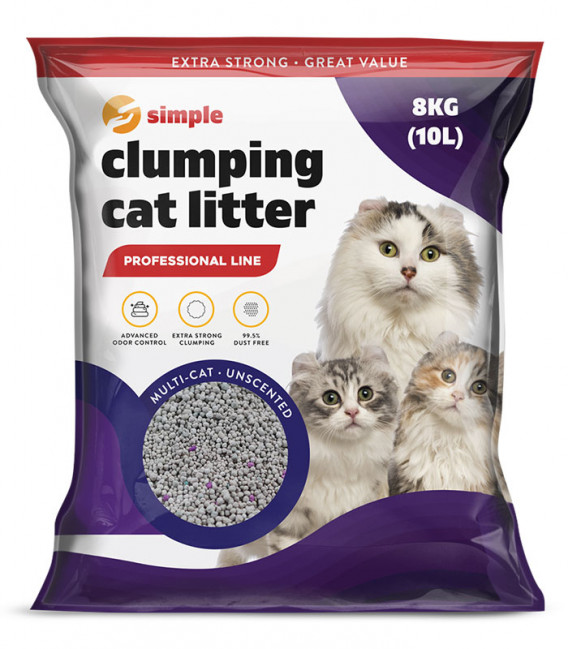 EXTRA STRONG · GREAT VALUE
8KG
(10L)
simple
clumping
cat litter
PROFESSIONAL LINE
ADVANCED
ODOR CONTROL
EXTRA STRONG
CLUMPING
99.5%
DUST FREE
MULTI-CAT · UNSCENTED